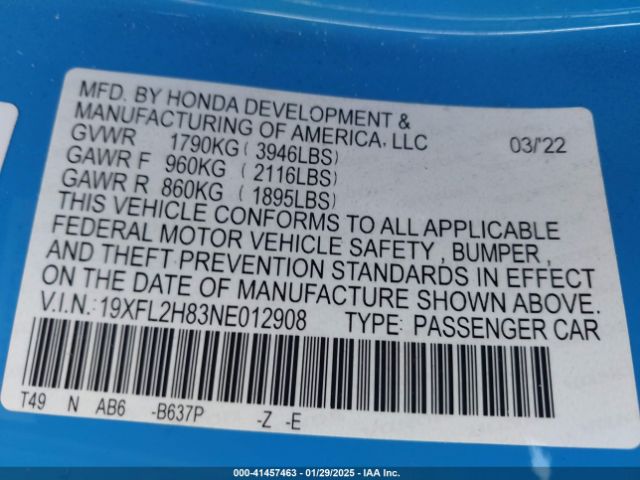 MFD. BY HONDA DEVELOPMENT &
MANUFACTURING OF AMERICA, LLC
GVWR 1790KG ( 3946LBS) 03/'22
GAWR F 960KG ( 2116LBS)
GAWR R 860KG ( 1895LBS)
THIS VEHICLE CONFORMS TO ALL APPLICABLE
FEDERAL MOTOR VEHICLE SAFETY , BUMPER ,
AND THEFT PREVENTION STANDARDS IN EFFECT
ON THE DATE OF MANUFACTURE SHOWN ABOVE.
V.I.N.: 19XFL2H83NE012908 TYPE: PASSENGER CAR
T49 N AB6 -B637P -Z -E
000-41457463 - 01/29/2025 - IAAI.COM